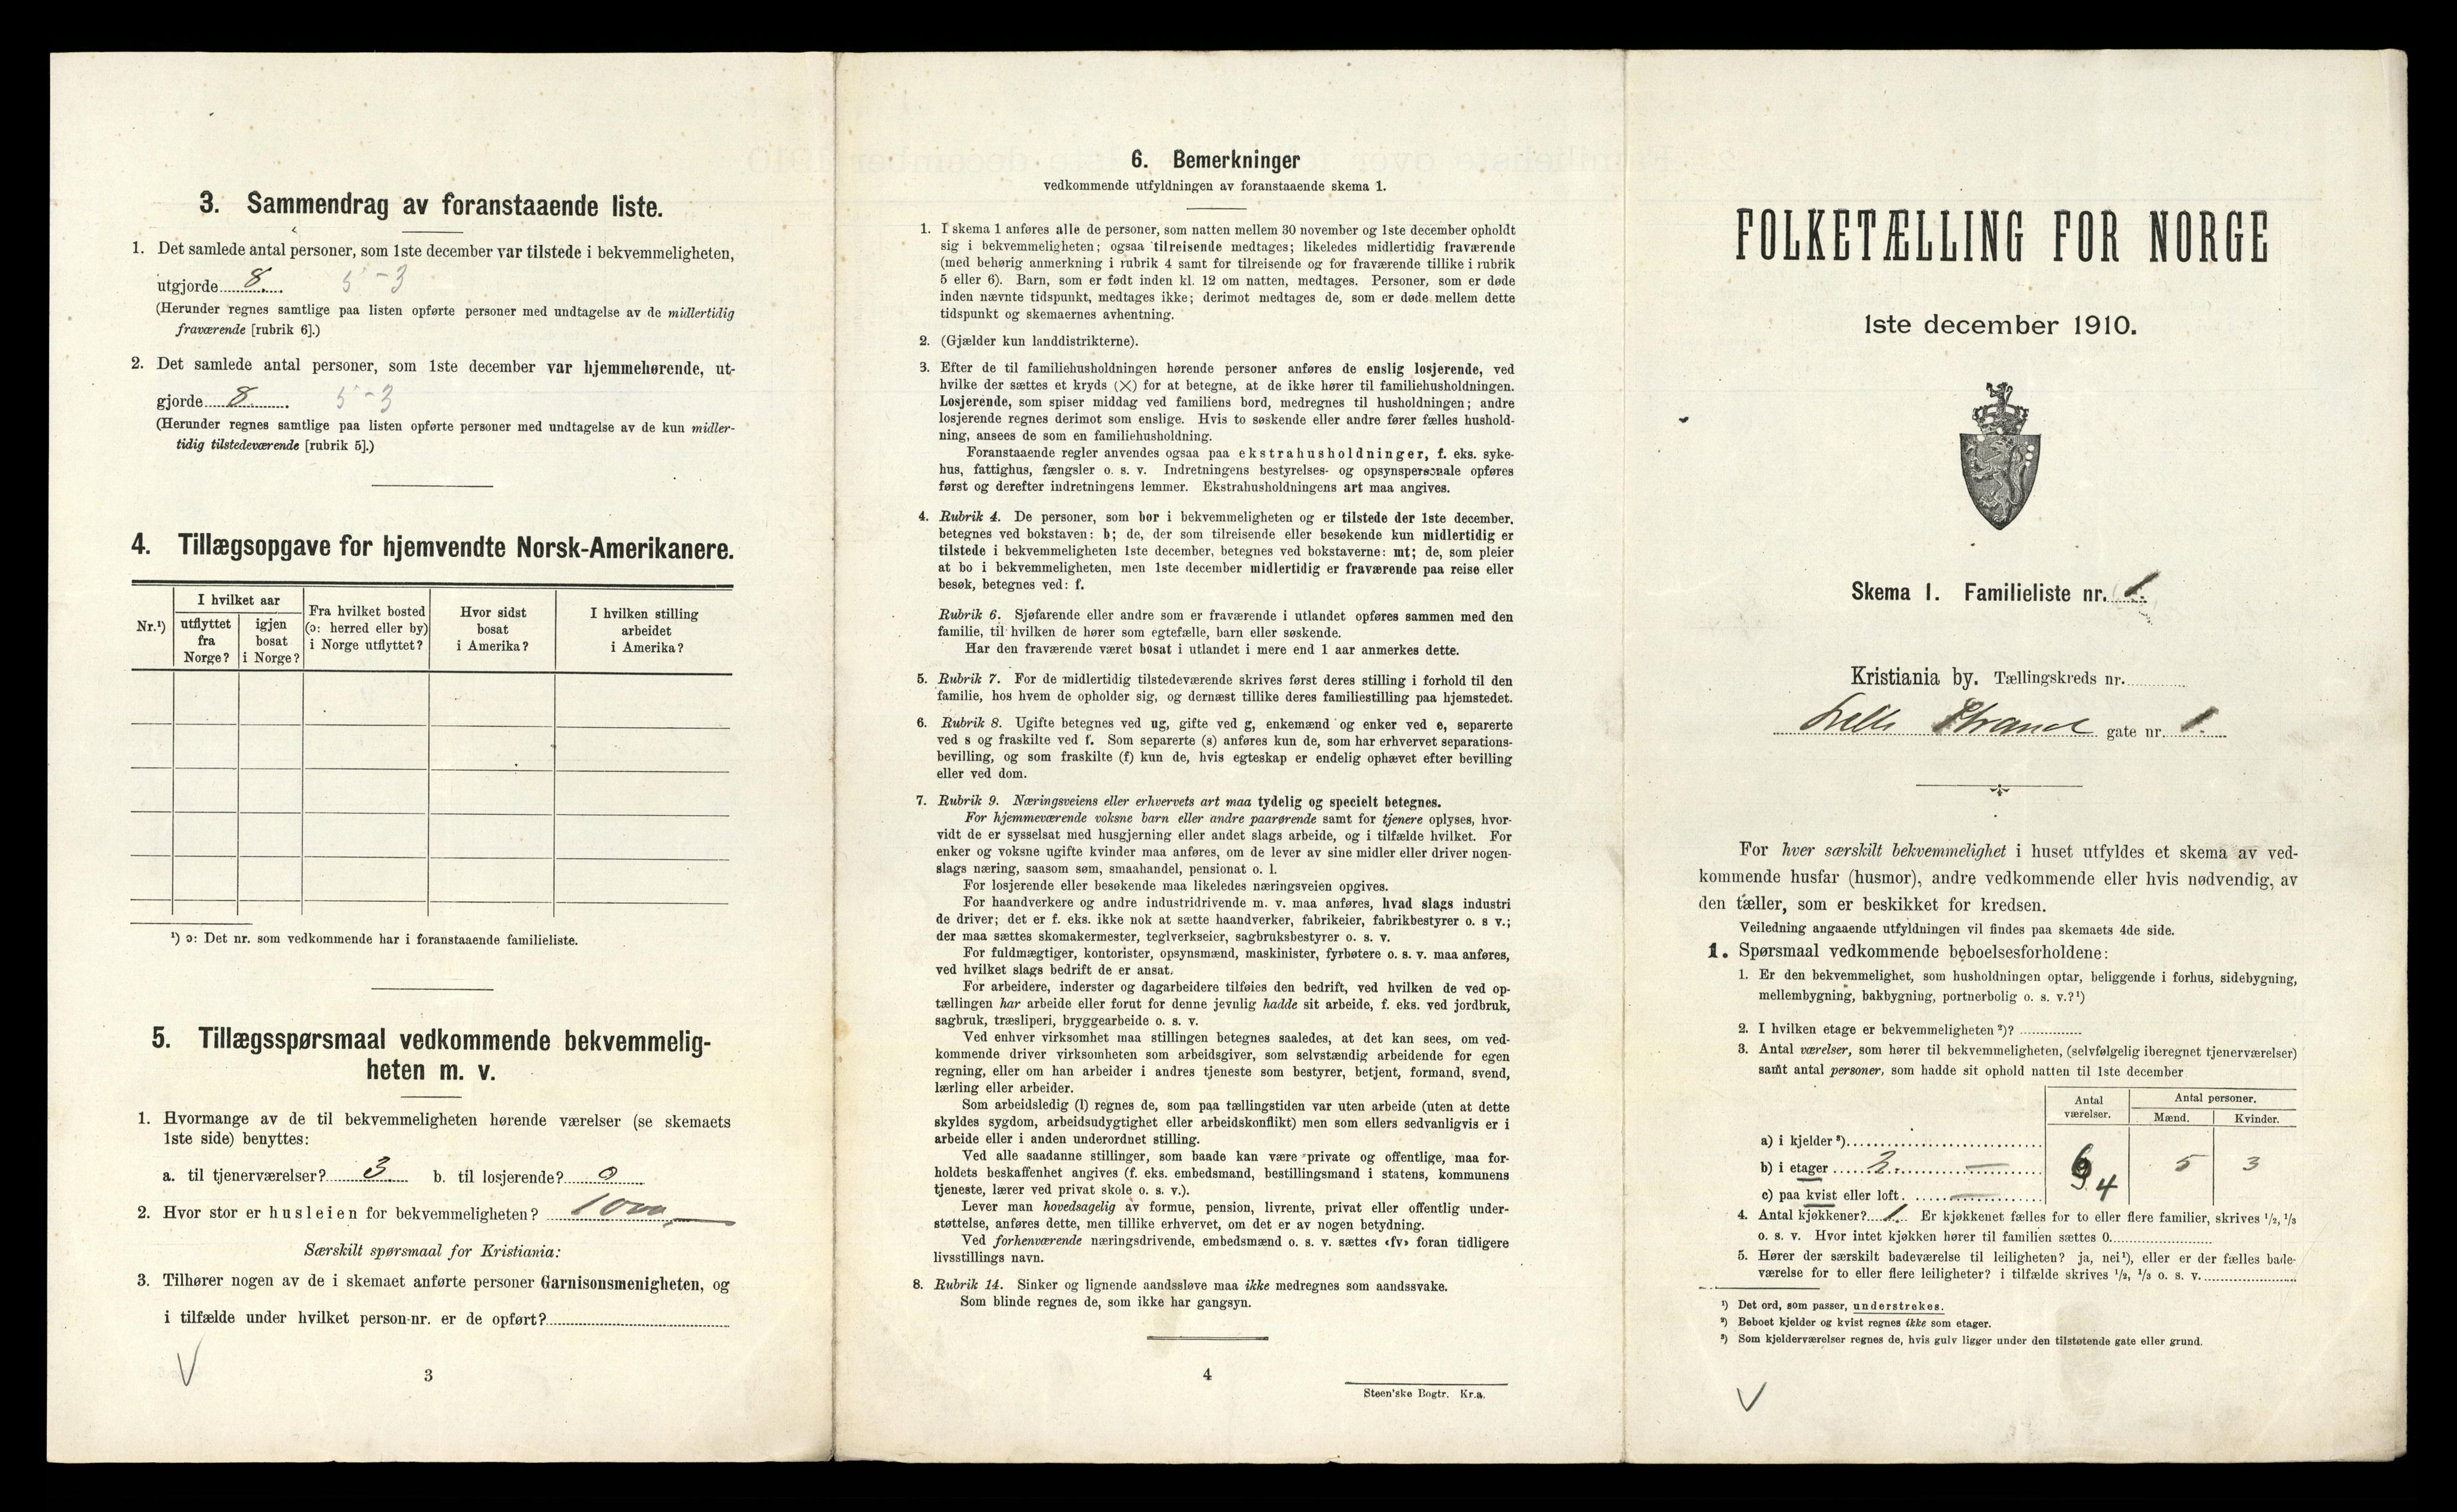 3. Sammendrag av foranstaaende liste.
1. Det samlede antal personer, som 1ste december var tilstede i bekvemmeligheten,
utgjorde 8. 5 - 3
(Herunder regnes samtlige paa listen opførte personer med undtagelse av de midlertidig
fraværende [rubrik 6].)
2. Det samlede antal personer, som 1ste december var hjemmehørende, ut-
gjorde 8. 5 - 3
(Herunder regnes samtlige paa listen opførte personer med undtagelse av de kun midler-
tidig tilstedeværende [rubrik 5].)
4. Tillægsopgave for hjemvendte Norsk-Amerikanere.
Nr.¹)
I hvilket aar
utflyttet
fra
Norge?
igjen
bosat
i Norge?
Fra hvilket bosted
(ɔ: herred eller by)
i Norge utflyttet?
Hvor sidst
bosat
i Amerika?
I hvilken stilling
arbeidet
i Amerika?
¹) ɔ: Det nr. som vedkommende har i foranstaaende familieliste.
5. Tillægsspørsmaal vedkommende bekvemmelig-
heten m. v.
1. Hvormange av de til bekvemmeligheten hørende værelser (se skemaets
1ste side) benyttes:
a. til tjenerværelser? 3. b. til losjerende? 0
2. Hvor stor er husleien for bekvemmeligheten? 1000
Særskilt spørsmaal for Kristiania:
3. Tilhører nogen av de i skemaet anførte personer Garnisonsmenigheten, og
i tilfælde under hvilket person-nr. er de opført?
3
6. Bemerkninger
vedkommende utfyldningen av foranstaaende skema 1.
1. I skema 1 anføres alle de personer, som natten mellem 30 november og 1ste december opholdt
sig i bekvemmeligheten; ogsaa tilreisende medtages; likeledes midlertidig fraværende
(med behørig anmerkning i rubrik 4 samt for tilreisende og for fraværende tillike i rubrik
5 eller 6). Barn, som er født inden kl. 12 om natten, medtages. Personer, som er døde
inden nævnte tidspunkt, medtages ikke; derimot medtages de, som er døde mellem dette
tidspunkt og skemaernes avhentning.
2. (Gjælder kun landdistrikterne).
3. Efter de til familiehusholdningen hørende personer anføres de enslig losjerende, ved
hvilke der sættes et kryds (×) for at betegne, at de ikke hører til familiehusholdningen.
Losjerende, som spiser middag ved familiens bord, medregnes til husholdningen; andre
losjerende regnes derimot som enslige. Hvis to søskende eller andre fører fælles hushold-
ning, ansees de som en familiehusholdning.
Foranstaaende regler anvendes ogsaa paa ekstrahusholdninger, f. eks. syke-
hus, fattighus, fængsler o. s. v. Indretningens bestyrelses- og opsynspersonale opføres
først og derefter indretningens lemmer. Ekstrahusholdningens art maa angives.
4. Rubrik 4. De personer, som bor i bekvemmeligheten og er tilstede der 1ste december,
betegnes ved bokstaven: b; de, der som tilreisende eller besøkende kun midlertidig er
tilstede i bekvemmeligheten 1ste december, betegnes ved bokstaverne: mt; de, som pleier
at bo i bekvemmeligheten, men 1ste december midlertidig er fraværende paa reise eller
besøk, betegnes ved: f.
Rubrik 6. Sjøfarende eller andre som er fraværende i utlandet opføres sammen med den
familie, til hvilken de hører som egtefælle, barn eller søskende.
Har den fraværende været bosat i utlandet i mere end 1 aar anmerkes dette.
5. Rubrik 7. For de midlertidig tilstedeværende skrives først deres stilling i forhold til den
familie, hos hvem de opholder sig, og dernæst tillike deres familiestilling paa hjemstedet.
6. Rubrik 8. Ugifte betegnes ved ug, gifte ved g, enkemænd og enker ved e, separerte
ved s og fraskilte ved f. Som separerte (s) anføres kun de, som har erhvervet separations-
bevilling, og som fraskilte (f) kun de, hvis egteskap er endelig ophævet efter bevilling
eller ved dom.
7. Rubrik 9. Næringsveiens eller erhvervets art maa tydelig og specielt betegnes.
For hjemmeværende voksne barn eller andre paarørende samt for tjenere oplyses, hvor-
vidt de er sysselsat med husgjerning eller andet slags arbeide, og i tilfælde hvilket. For
enker og voksne ugifte kvinder maa anføres, om de lever av sine midler eller driver nogen-
slags næring, saasom søm, smaahandel, pensionat o. l.
For losjerende eller besøkende maa likeledes næringsveien opgives.
For haandverkere og andre industridrivende m. v. maa anføres, hvad slags industri
de driver; det er f. eks. ikke nok at sætte haandverker, fabrikeier, fabrikbestyrer o. s v.;
der maa sættes skomakermester, teglverkseier, sagbruksbestyrer o. s. v.
For fuldmægtiger, kontorister, opsynsmænd, maskinister, fyrbøtere o. s. v. maa anføres,
ved hvilket slags bedrift de er ansat.
For arbeidere, inderster og dagarbeidere tilføies den bedrift, ved hvilken de ved op-
tællingen har arbeide eller forut for denne jevnlig hadde sit arbeide, f. eks. ved jordbruk,
sagbruk, træsliperi, bryggearbeide o. s. v.
Ved enhver virksomhet maa stillingen betegnes saaledes, at det kan sees, om ved-
kommende driver virksomheten som arbeidsgiver, som selvstændig arbeidende for egen
regning, eller om han arbeider i andres tjeneste som bestyrer, betjent, formand, svend,
lærling eller arbeider.
Som arbeidsledig (l) regnes de, som paa tællingstiden var uten arbeide (uten at dette
skyldes sygdom, arbeidsudygtighet eller arbeidskonflikt) men som ellers sedvanligvis er i
arbeide eller i anden underordnet stilling.
Ved alle saadanne stillinger, som baade kan være private og offentlige, maa for-
holdets beskaffenhet angives (f. eks. embedsmand, bestillingsmand i statens, kommunens
tjeneste, lærer ved privat skole o. s. v.).
Lever man hovedsagelig av formue, pension, livrente, privat eller offentlig under-
støttelse, anføres dette, men tillike erhvervet, om det er av nogen betydning.
Ved forhenværende næringsdrivende, embedsmænd o. s. v. sættes «fv» foran tidligere
livsstillings navn.
8. Rubrik 14. Sinker og lignende aandssløve maa ikke medregnes som aandssvake.
Som blinde regnes de, som ikke har gangsyn.
4
Steen'ske Bogtr. Kr.a.
FOLKETÆLLING FOR NORGE
1ste december 1910.
Skema 1. Familieliste nr. 1.
Kristiania by. Tællingskreds nr.
Lille Strand gate nr. 1.
For hver særskilt bekvemmelighet i huset utfyldes et skema av ved-
kommende husfar (husmor), andre vedkommende eller hvis nødvendig, av
den tæller, som er beskikket for kredsen.
Veiledning angaaende utfyldningen vil findes paa skemaets 4de side.
1. Spørsmaal vedkommende beboelsesforholdene:
1. Er den bekvemmelighet, som husholdningen optar, beliggende i forhus, sidebygning,
mellembygning, bakbygning, portnerbolig o. s. v.?¹)
2. I hvilken etage er bekvemmeligheten²)?
3. Antal værelser, som hører til bekvemmeligheten, (selvfølgelig iberegnet tjenerværelser)
samt antal personer, som hadde sit ophold natten til 1ste december
Antal
værelser.
Antal personer.
Mænd. Kvinder.
a) i kjelder³)
b) i etager 2. 5 3
c) paa kvist eller loft. 4
4. Antal kjøkkener? 1. Er kjøkkenet fælles for to eller flere familier, skrives ¹/₂, ¹/₃
o. s. v. Hvor intet kjøkken hører til familien sættes 0.
5. Hører der særskilt badeværelse til leiligheten? ja, nei¹), eller er der fælles bade-
værelse for to eller flere leiligheter? i tilfælde skrives ¹/₂, ¹/₃ o. s. v.
¹) Det ord, som passer, understrekes.
²) Beboet kjelder og kvist regnes ikke som etager.
³) Som kjelderværelser regnes de, hvis gulv ligger under den tilstøtende gate eller grund.